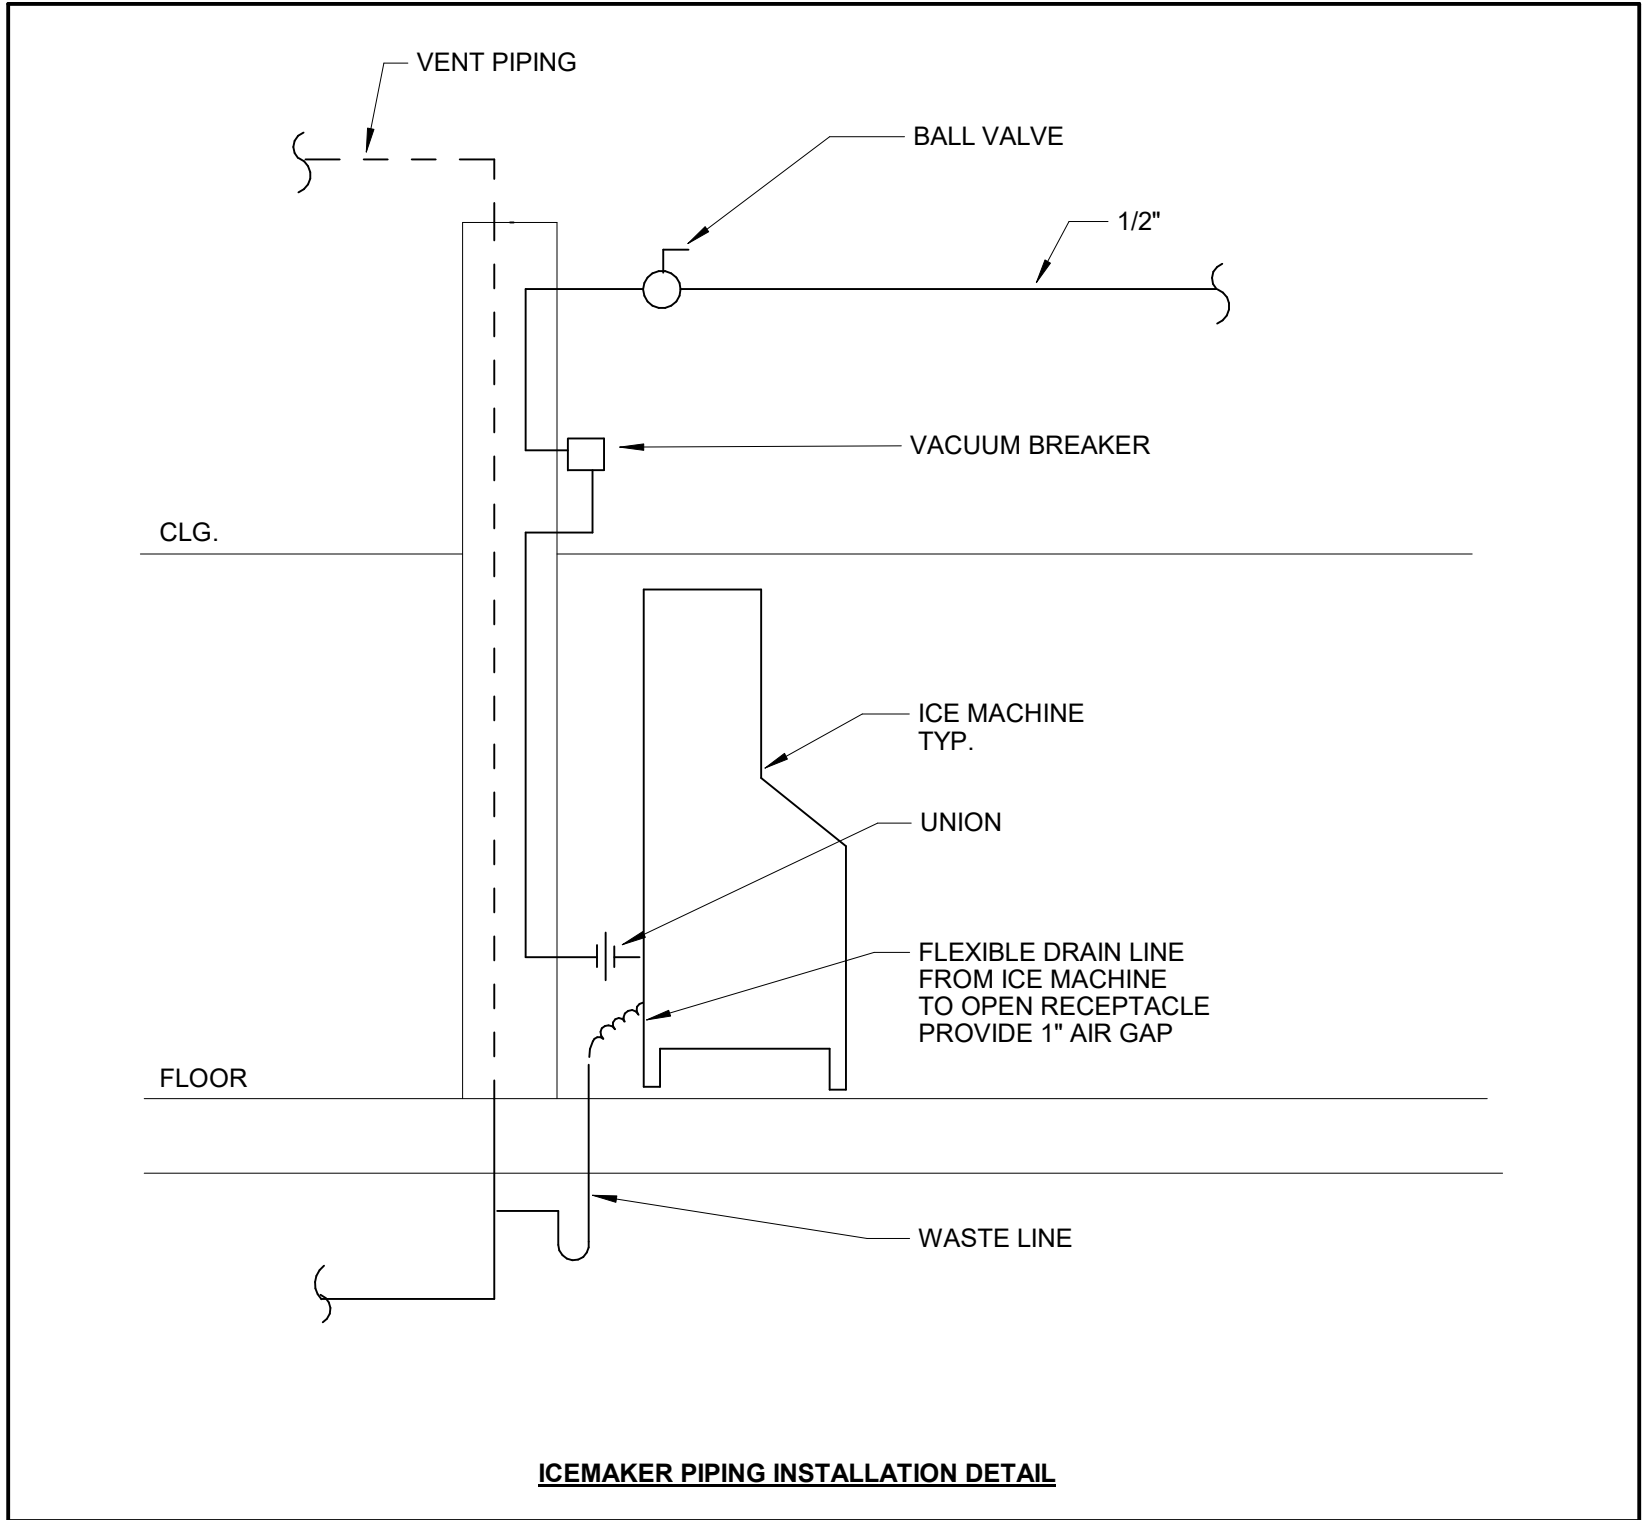 VENT PIPING
BALL VALVE
1/2"
VACUUM BREAKER
CLG.
ICE MACHINE
TYP.
UNION
FLEXIBLE DRAIN LINE
FROM ICE MACHINE
TO OPEN RECEPTACLE
PROVIDE 1" AIR GAP
FLOOR
WASTE LINE
ICEMAKER PIPING INSTALLATION DETAIL